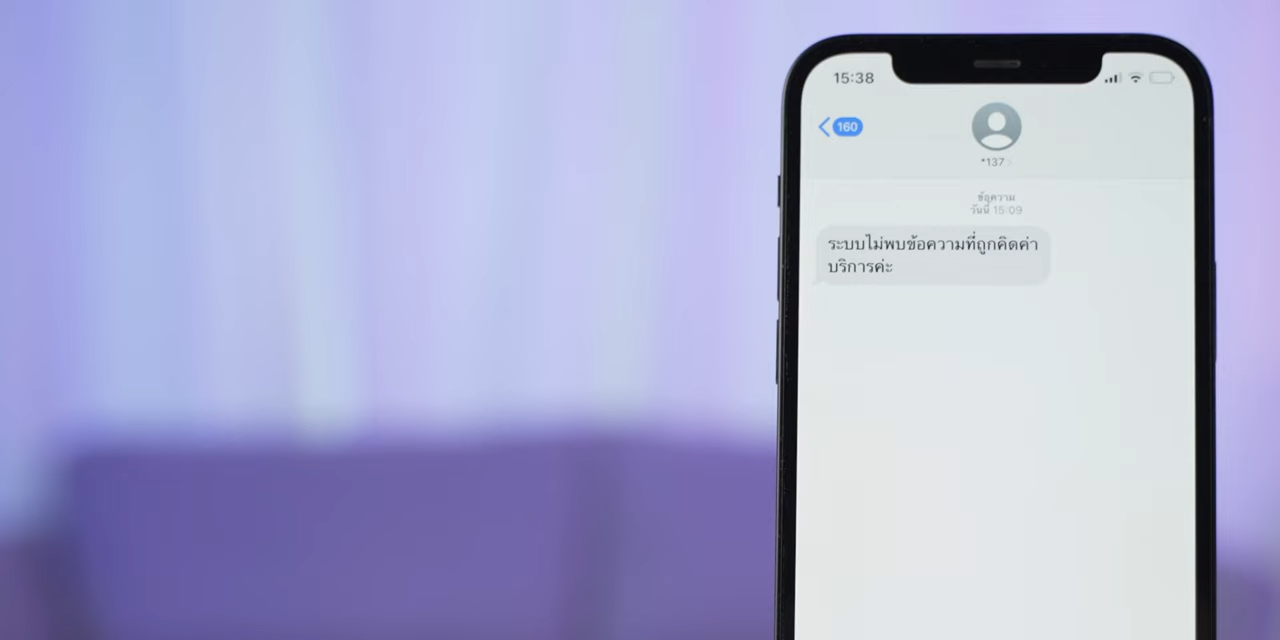 15:38
160
*137
ข้อความ
วันนี้ 15:09
ระบบไม่พบข้อความที่ถูกคิดค่า
บริการค่ะ